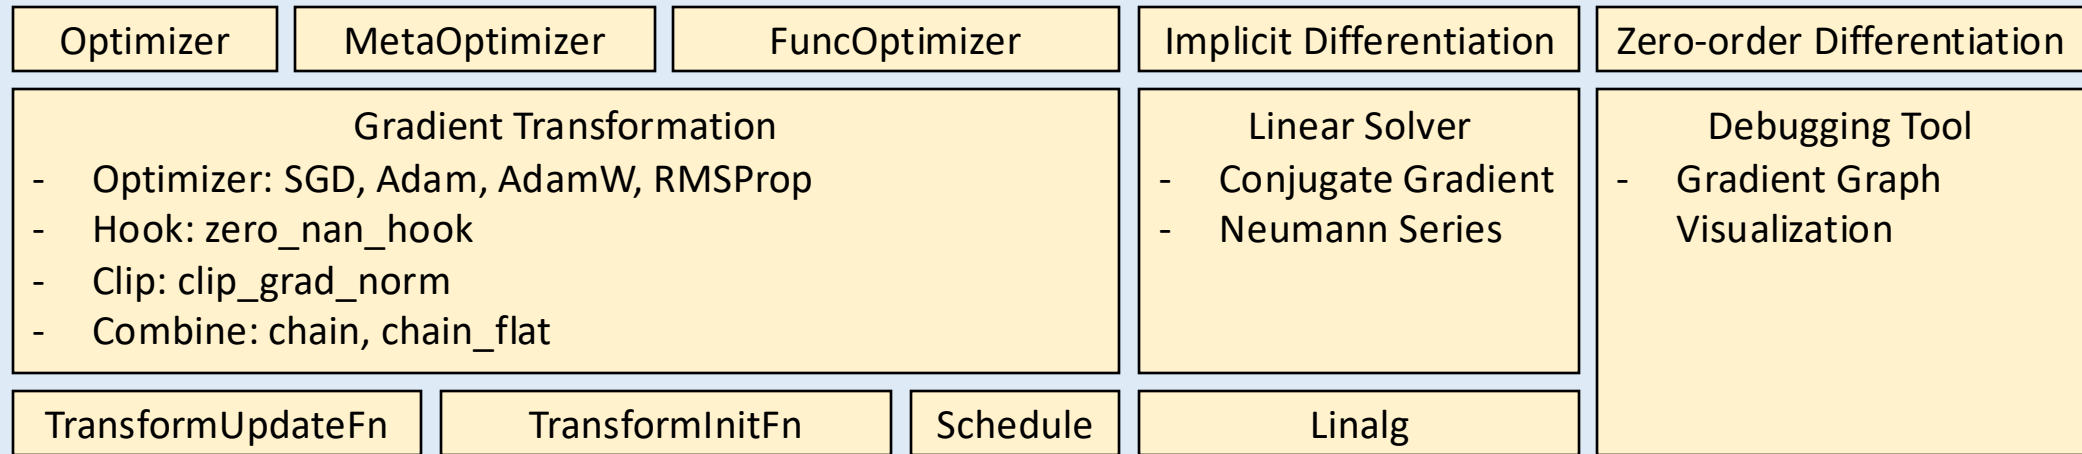 Optimizer
MetaOptimizer
FuncOptimizer
Implicit Differentiation
Zero-order Differentiation
Gradient Transformation
- Optimizer: SGD, Adam, AdamW, RMSProp
- Hook: zero_nan_hook
- Clip: clip_grad_norm
- Combine: chain, chain_flat
Linear Solver
- Conjugate Gradient
- Neumann Series
Debugging Tool
- Gradient Graph
Visualization
TransformUpdateFn
TransformInitFn
Schedule
Linalg